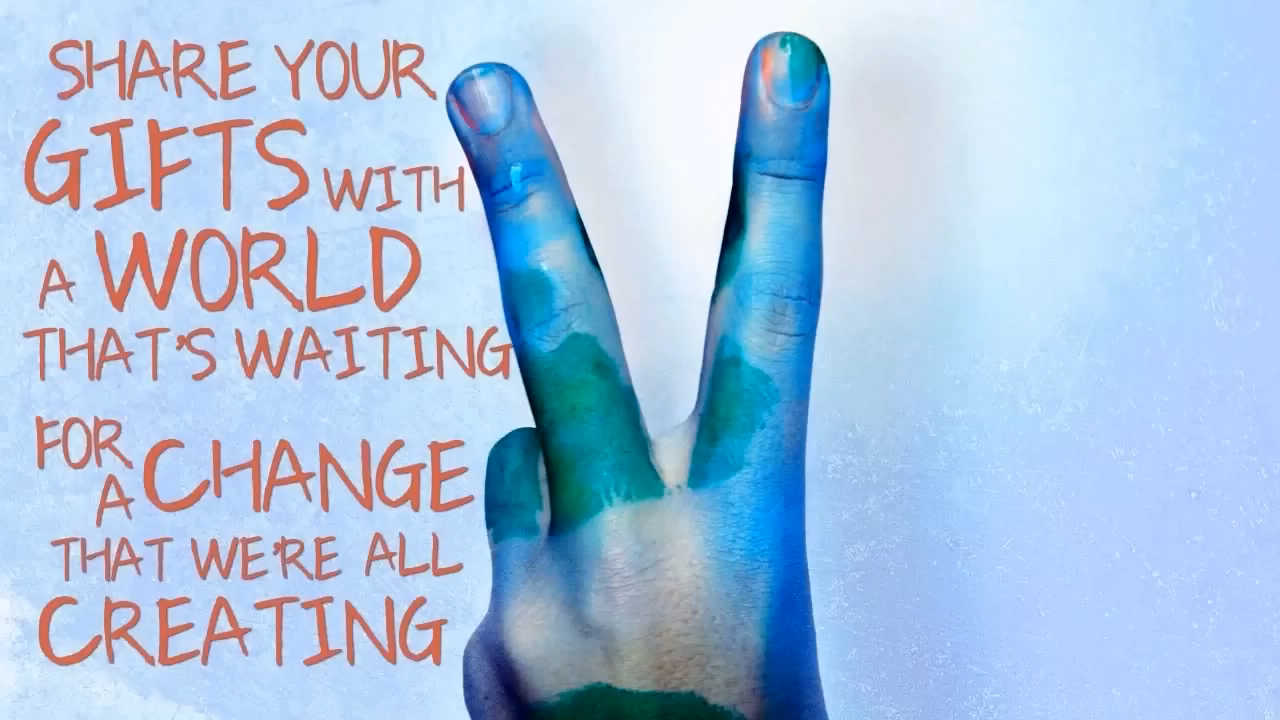 SHARE YOUR
GIFTS WITH
A WORLD
THAT'S WAITING
FOR
A CHANGE
THAT WE'RE ALL
CREATING